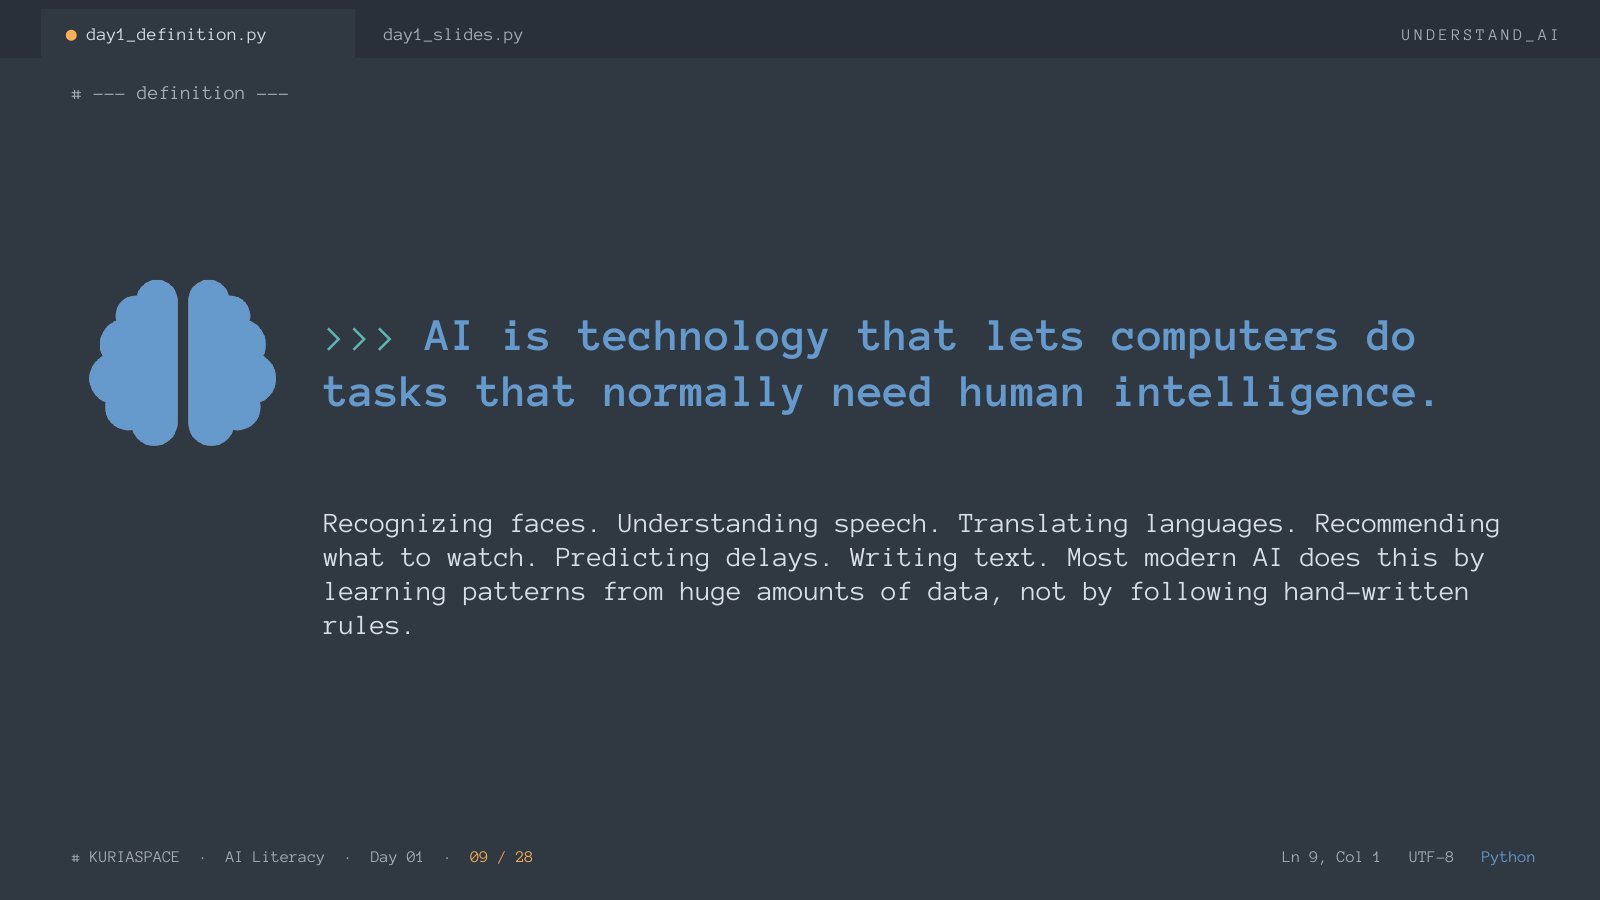 day1_definition.py
day1_slides.py
UNDERSTAND_AI
# --- definition ---
>>> AI is technology that lets computers do
tasks that normally need human intelligence.
Recognizing faces. Understanding speech. Translating languages. Recommending
what to watch. Predicting delays. Writing text. Most modern AI does this by
learning patterns from huge amounts of data, not by following hand-written
rules.
# KURIASPACE · AI Literacy · Day 01 · 09 / 28
Ln 9, Col 1 UTF-8 Python